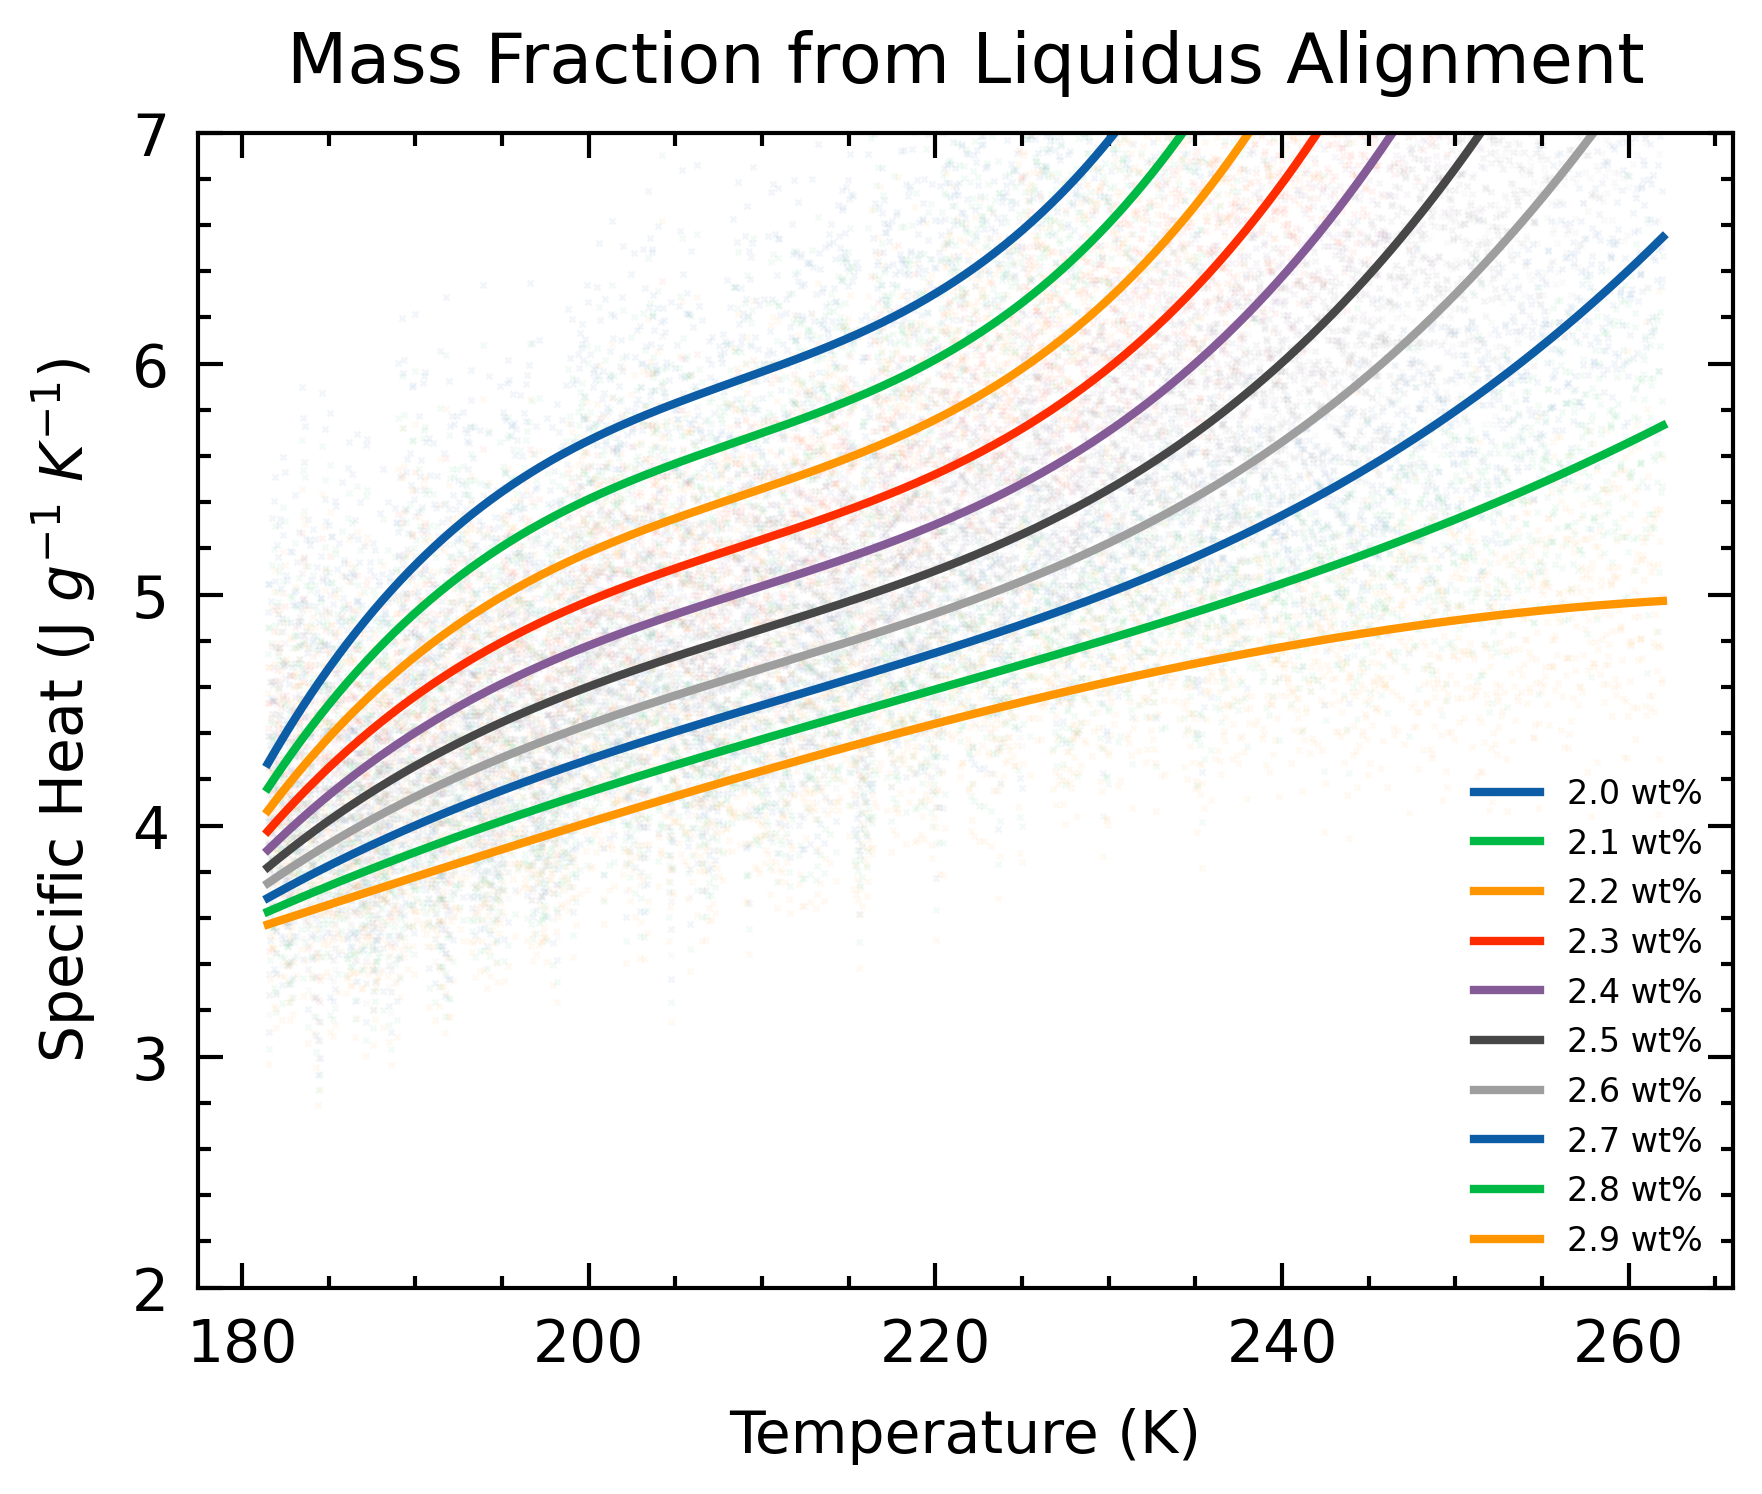 Mass Fraction from Liquidus Alignment
7
6
5
4
3
2
Specific Heat (J g⁻¹ K⁻¹)
2.0 wt%
2.1 wt%
2.2 wt%
2.3 wt%
2.4 wt%
2.5 wt%
2.6 wt%
2.7 wt%
2.8 wt%
2.9 wt%
180 200 220 240 260
Temperature (K)